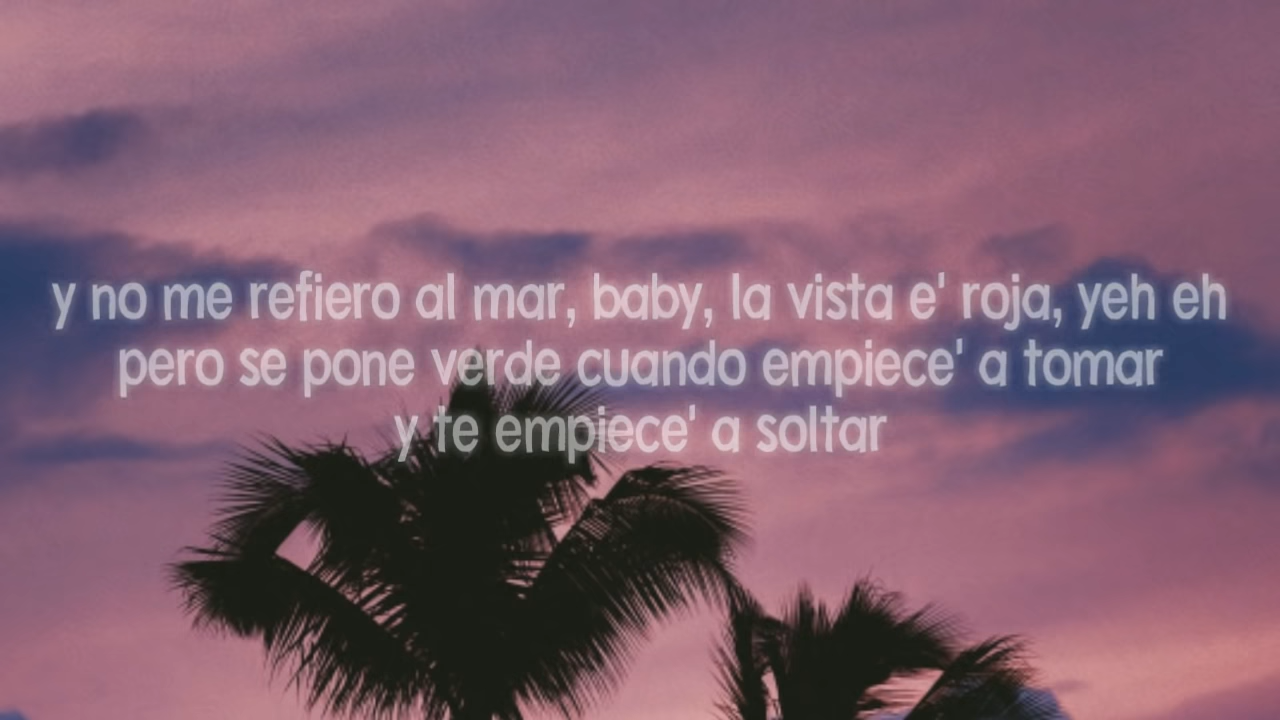 y no me refiero al mar, baby, la vista e' roja, yeh eh
pero se pone verde cuando empiece' a tomar
y te empiece' a soltar